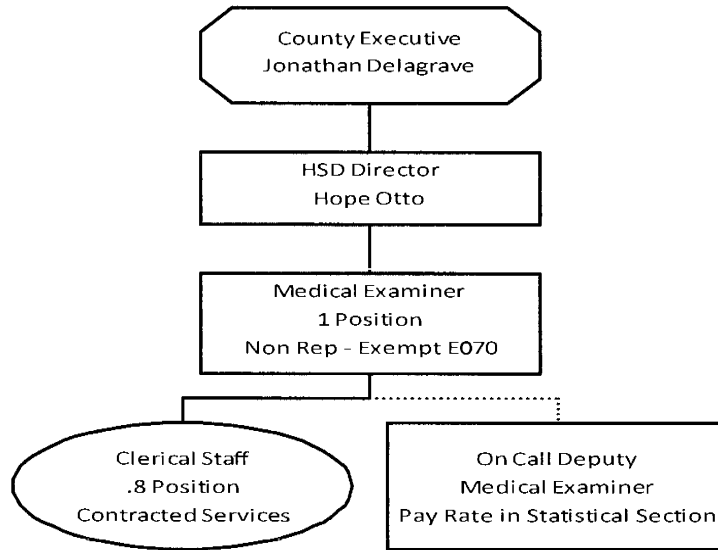 County Executive
Jonathan Delagrave
HSD Director
Hope Otto
Medical Examiner
1 Position
Non Rep - Exempt E070
Clerical Staff
.8 Position
Contracted Services
On Call Deputy
Medical Examiner
Pay Rate in Statistical Section